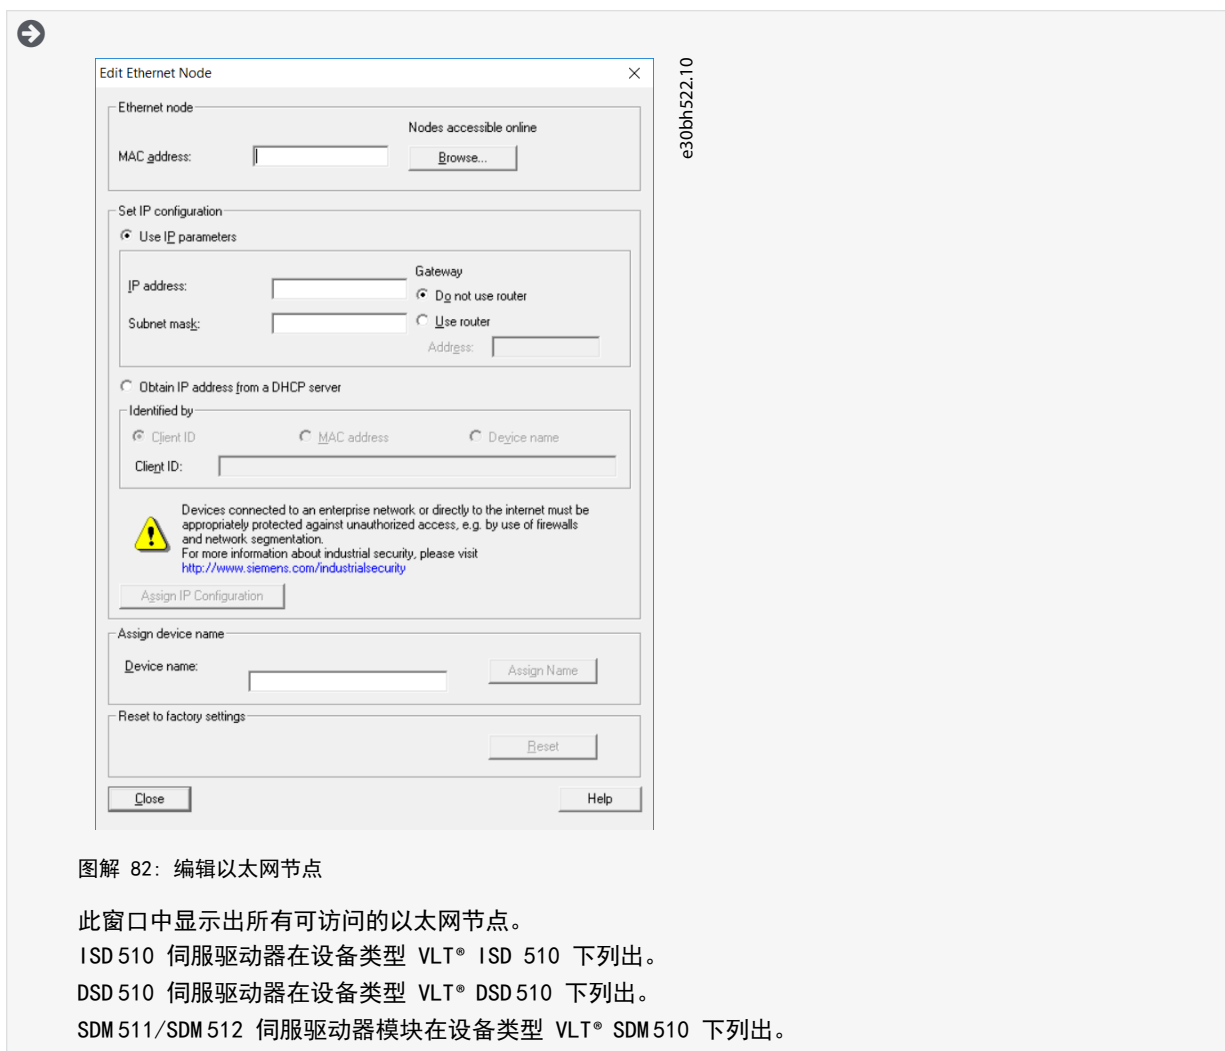 Edit Ethernet Node
e30bh522.10
Ethernet node
Nodes accessible online
MAC address:
Browse...
Set IP configuration
Use IP parameters
Gateway
IP address:
Do not use router
Subnet mask:
Use router
Address:
Obtain IP address from a DHCP server
Identified by
Client ID
MAC address
Device name
Client ID:
Devices connected to an enterprise network or directly to the internet must be
appropriately protected against unauthorized access, e.g. by use of firewalls
and network segmentation.
For more information about industrial security, please visit
http://www.siemens.com/industrialsecurity
Assign IP Configuration
Assign device name
Device name:
Assign Name
Reset to factory settings
Reset
Close
Help
图解 82: 编辑以太网节点
此窗口中显示出所有可访问的以太网节点。
ISD 510 伺服驱动器在设备类型 VLT® ISD 510 下列出。
DSD 510 伺服驱动器在设备类型 VLT® DSD 510 下列出。
SDM 511/SDM 512 伺服驱动器模块在设备类型 VLT® SDM 510 下列出。